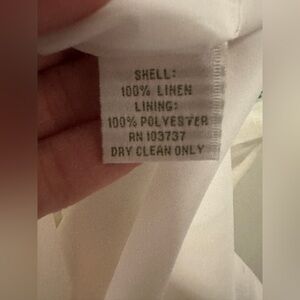 SHELL:
100% LINEN
LINING:
100% POLYESTER
RN 103737
DRY CLEAN ONLY